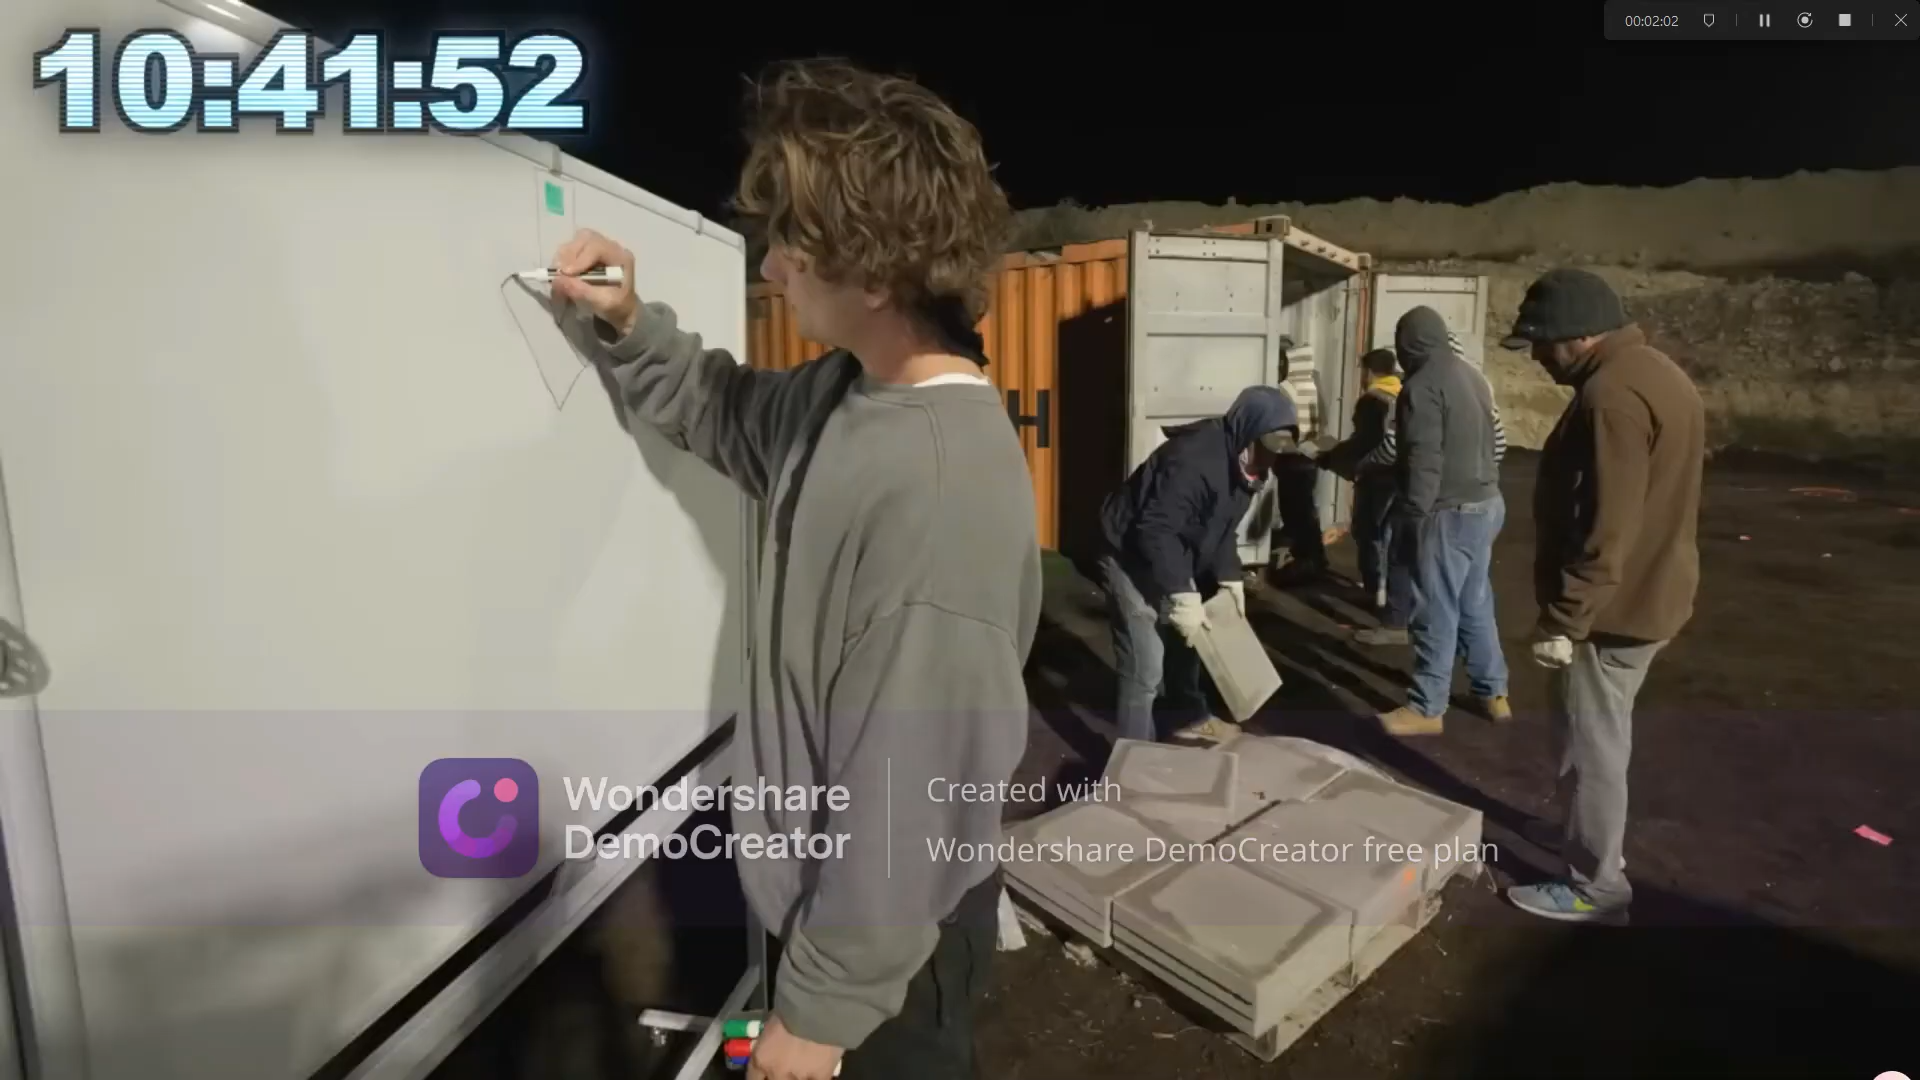 10:41:52
00:02:02
H
Wondershare
DemoCreator
Created with
Wondershare DemoCreator free plan